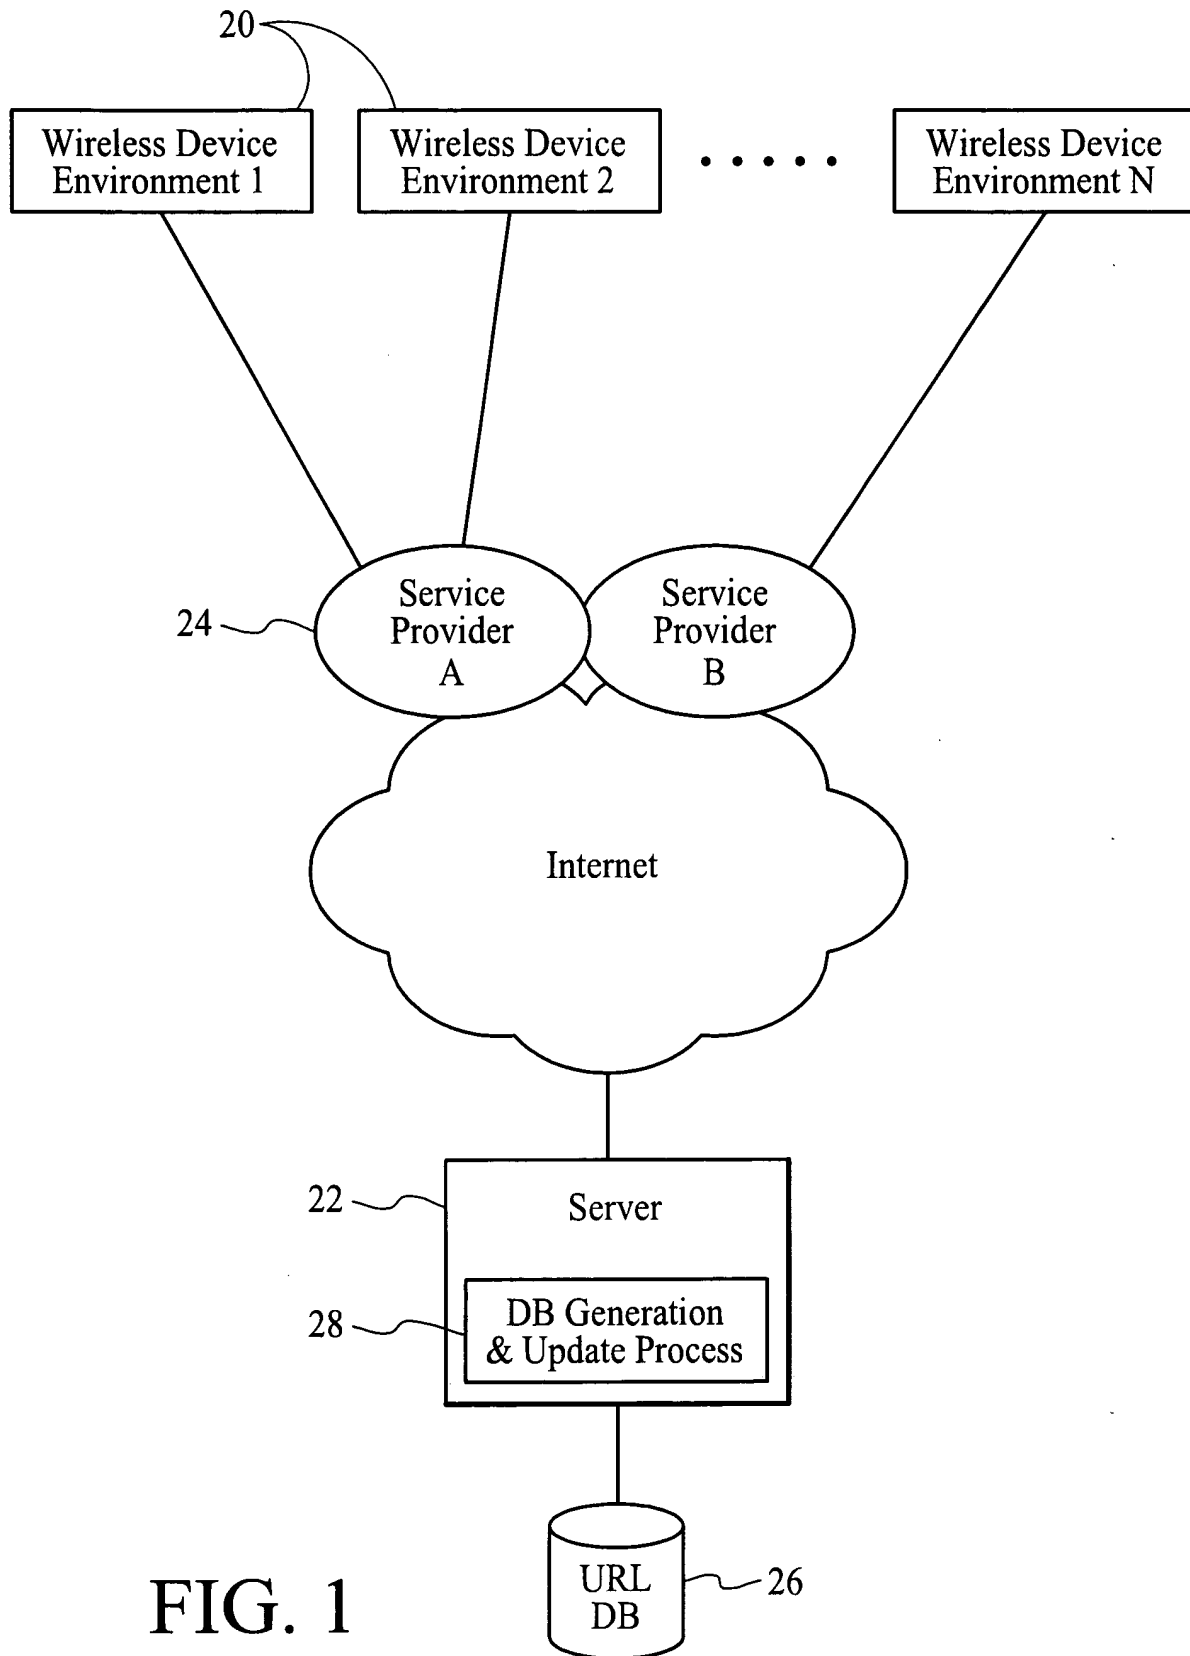 20
Wireless Device
Environment 1
Wireless Device
Environment 2
Wireless Device
Environment N
24
Service
Provider
A
Service
Provider
B
Internet
22
Server
28
DB Generation
& Update Process
URL
DB
26
FIG. 1